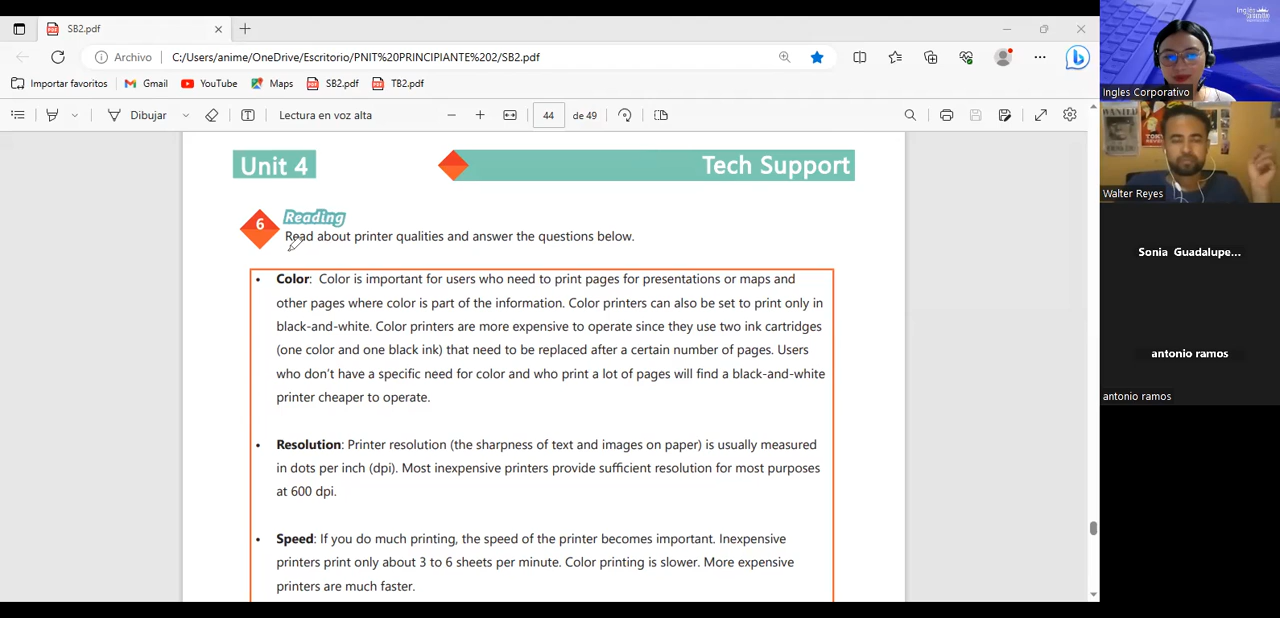 SB2.pdf
Archivo
C:/Users/anime/OneDrive/Escritorio/PNIT%20PRINCIPIANTE%202/SB2.pdf
Importar favoritos
Gmail
YouTube
Maps
SB2.pdf
TB2.pdf
Dibujar
Lectura en voz alta
44
de 49
Unit 4
Tech Support
6
Reading
Read about printer qualities and answer the questions below.
• Color: Color is important for users who need to print pages for presentations or maps and
other pages where color is part of the information. Color printers can also be set to print only in
black-and-white. Color printers are more expensive to operate since they use two ink cartridges
(one color and one black ink) that need to be replaced after a certain number of pages. Users
who don't have a specific need for color and who print a lot of pages will find a black-and-white
printer cheaper to operate.
• Resolution: Printer resolution (the sharpness of text and images on paper) is usually measured
in dots per inch (dpi). Most inexpensive printers provide sufficient resolution for most purposes
at 600 dpi.
• Speed: If you do much printing, the speed of the printer becomes important. Inexpensive
printers print only about 3 to 6 sheets per minute. Color printing is slower. More expensive
printers are much faster.
Ingles Corporativo
WANTED
Walter Reyes
Sonia Guadalupe...
antonio ramos
antonio ramos